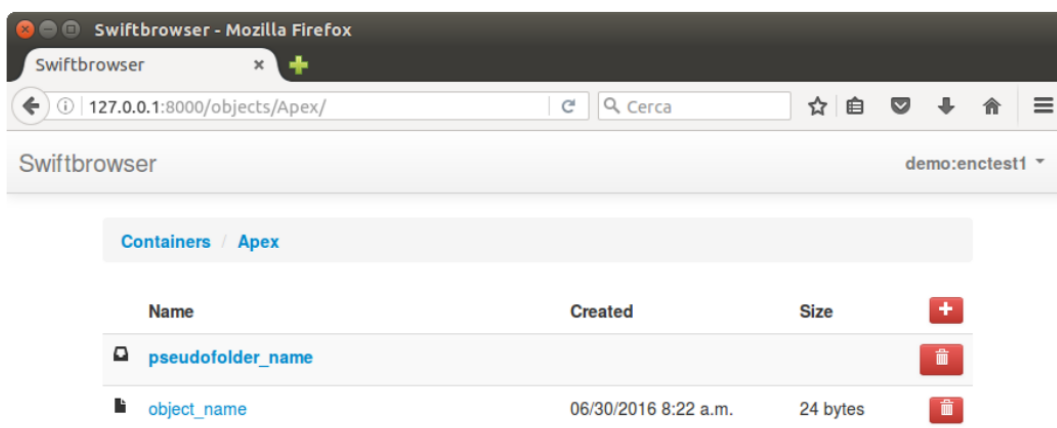 Swiftbrowser - Mozilla Firefox
Swiftbrowser
127.0.0.1:8000/objects/Apex/
Cerca
Swiftbrowser
demo:enctest1
Containers / Apex
Name Created Size
pseudofolder_name
object_name 06/30/2016 8:22 a.m. 24 bytes